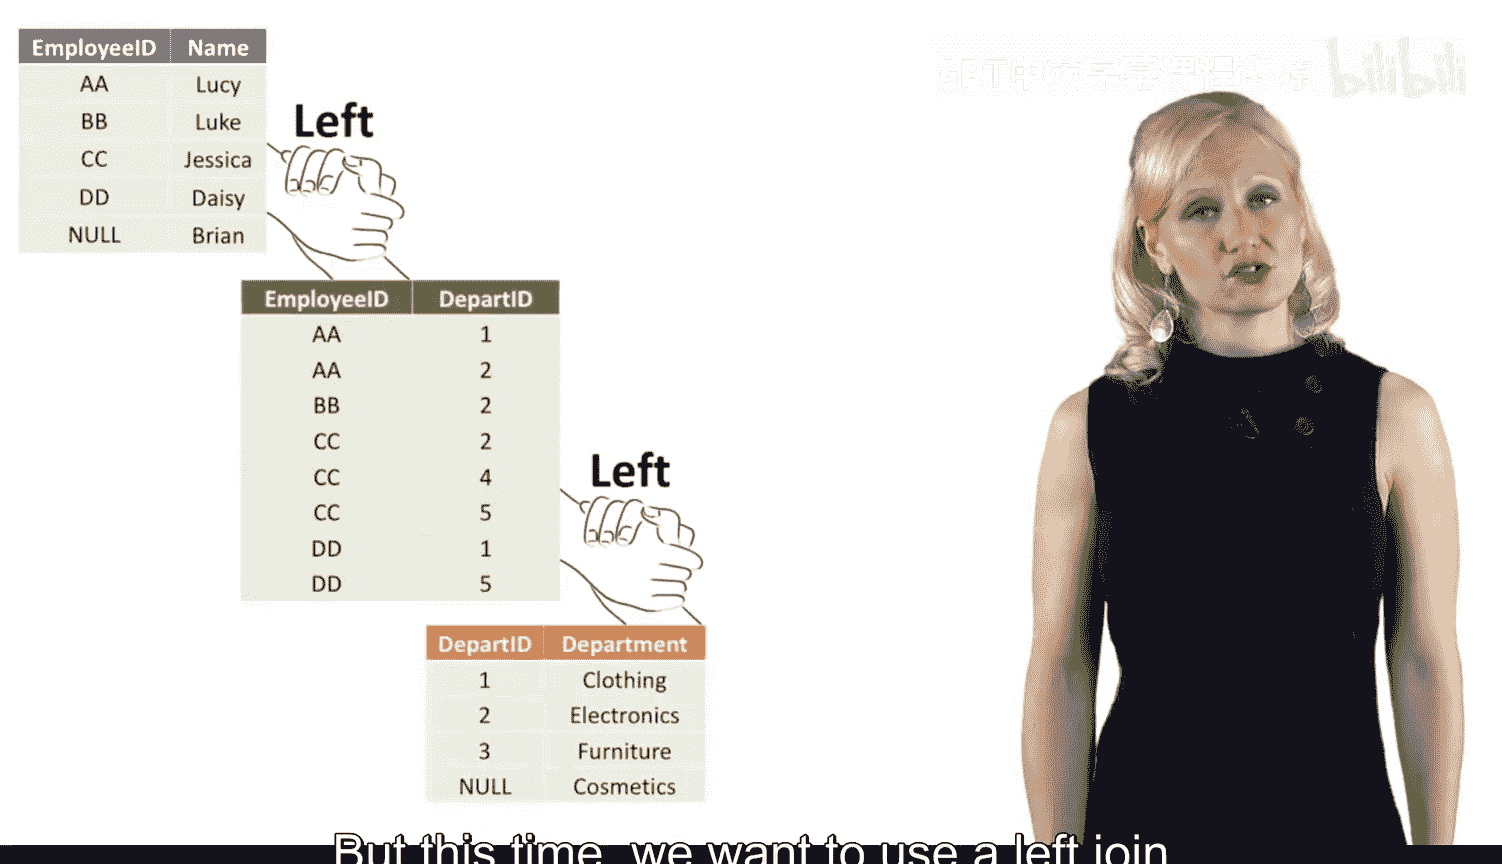 EmployeeID Name
AA Lucy
BB Luke
CC Jessica
DD Daisy
NULL Brian
Left
EmployeeID DepartID
AA 1
AA 2
BB 2
CC 2
CC 4
CC 5
DD 1
DD 5
Left
DepartID Department
1 Clothing
2 Electronics
3 Furniture
NULL Cosmetics
bilibili
But this time, we want to use a left join